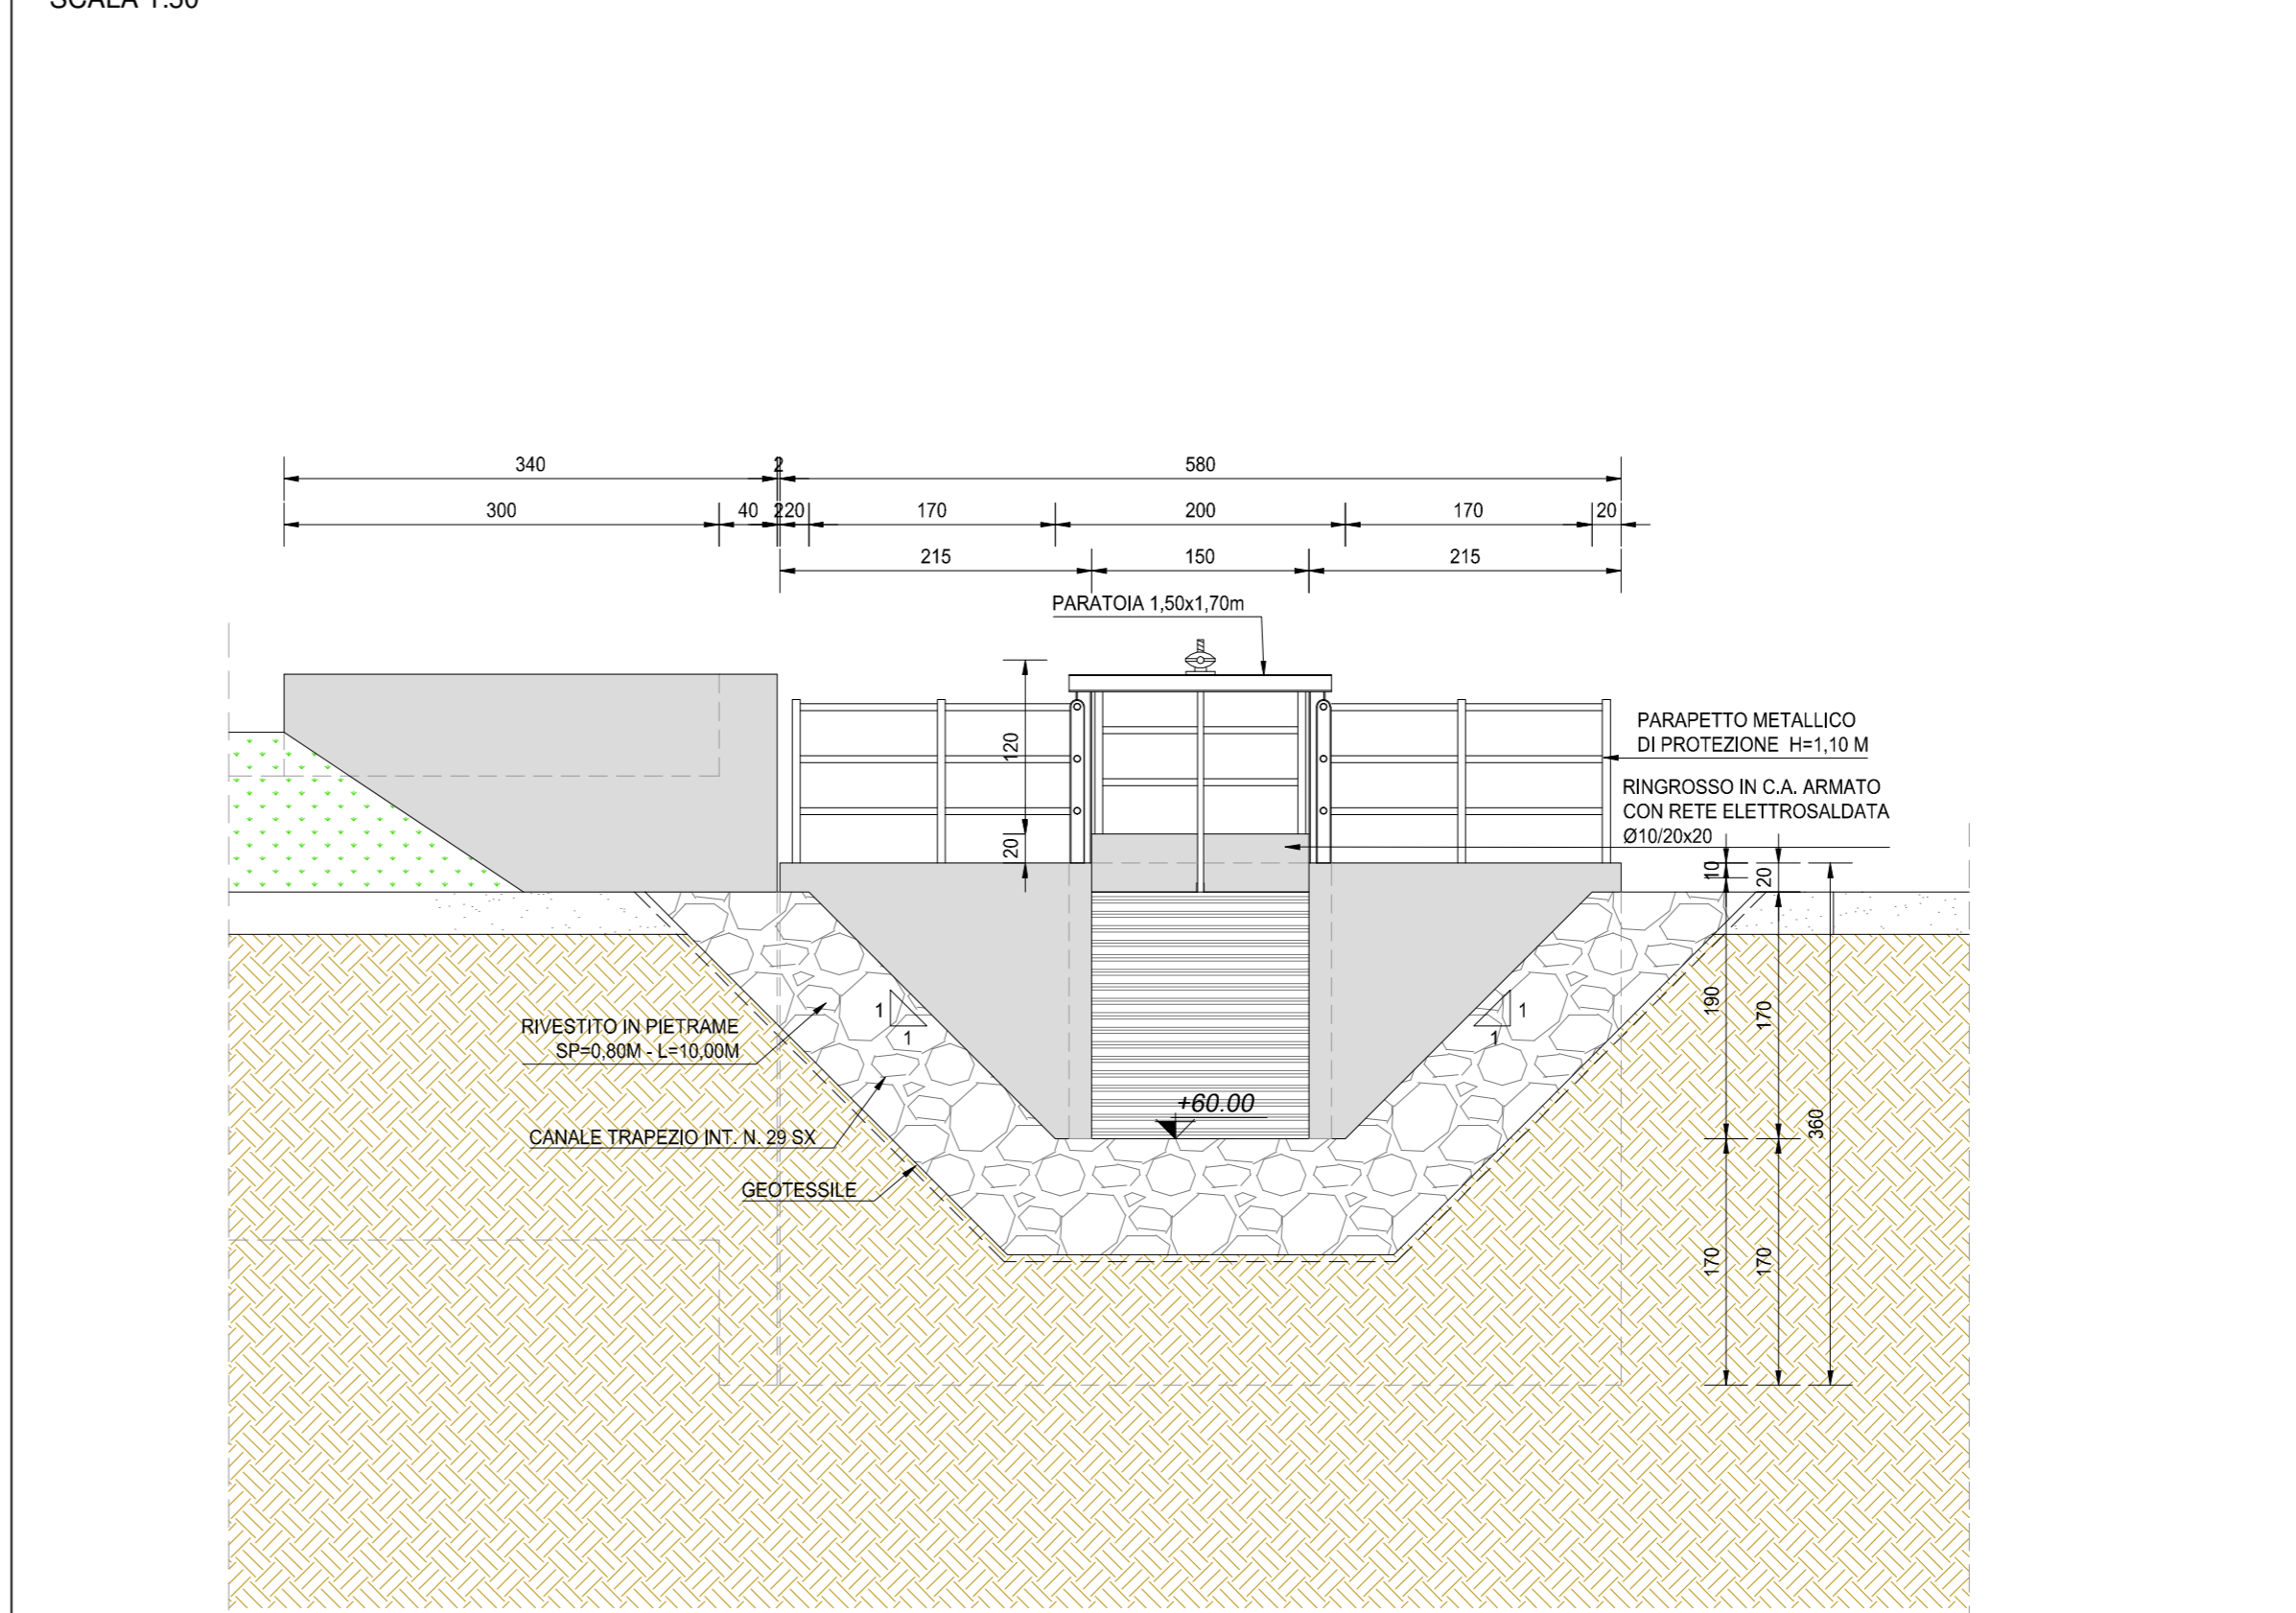 SCALA 1:50
340
2
580
300
40
2
20
170
200
170
20
215
150
215
PARATOIA 1,50x1,70m
PARAPETTO METALLICO
DI PROTEZIONE H=1,10 M
120
RINGROSSO IN C.A. ARMATO
CON RETE ELETTROSALDATA
Ø10/20x20
20
10
20
190
170
1
1
1
1
RIVESTITO IN PIETRAME
SP=0,80M - L=10,00M
+60.00
360
CANALE TRAPEZIO INT. N. 29 SX
GEOTESSILE
170
170